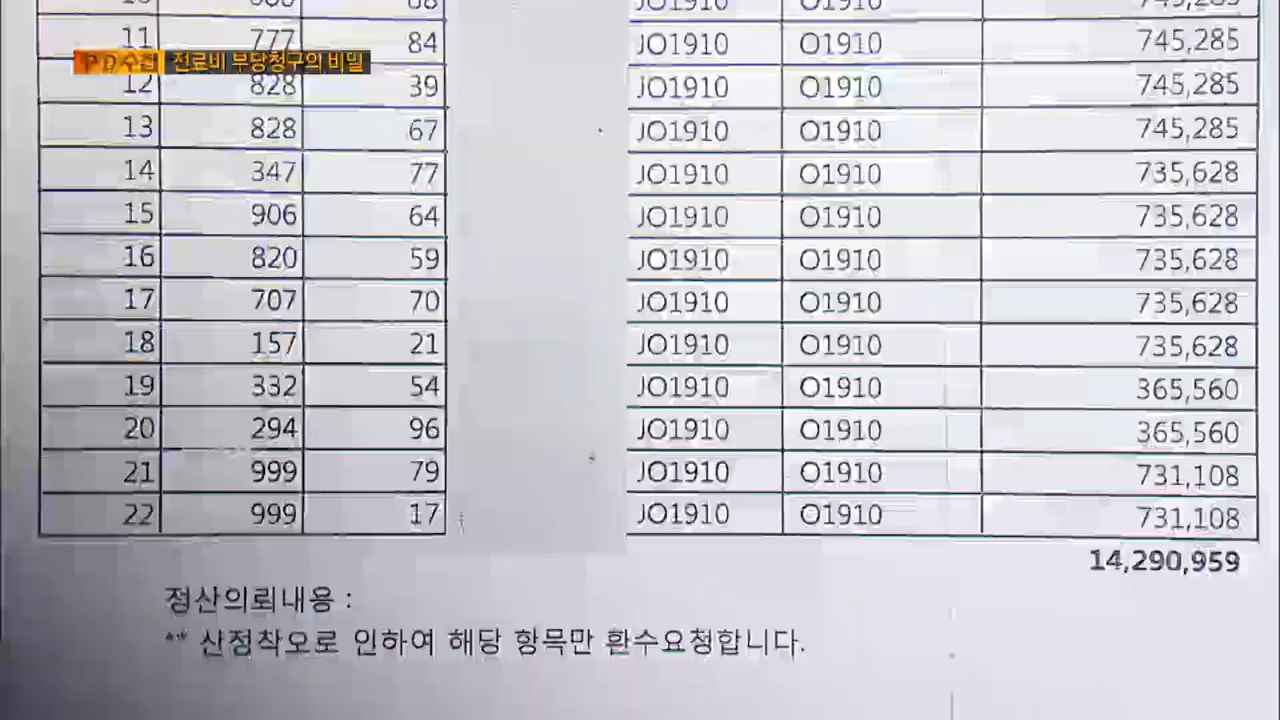 JO1910 O1910 745,285
11 777 84 JO1910 O1910 745,285
PD수첩 진료비 부당청구의 비밀
12 828 39 JO1910 O1910 745,285
13 828 67 JO1910 O1910 745,285
14 347 77 JO1910 O1910 735,628
15 906 64 JO1910 O1910 735,628
16 820 59 JO1910 O1910 735,628
17 707 70 JO1910 O1910 735,628
18 157 21 JO1910 O1910 735,628
19 332 54 JO1910 O1910 365,560
20 294 96 JO1910 O1910 365,560
21 999 79 JO1910 O1910 731,108
22 999 17 JO1910 O1910 731,108
14,290,959
정산의뢰내용 :
** 산정착오로 인하여 해당 항목만 환수요청합니다.